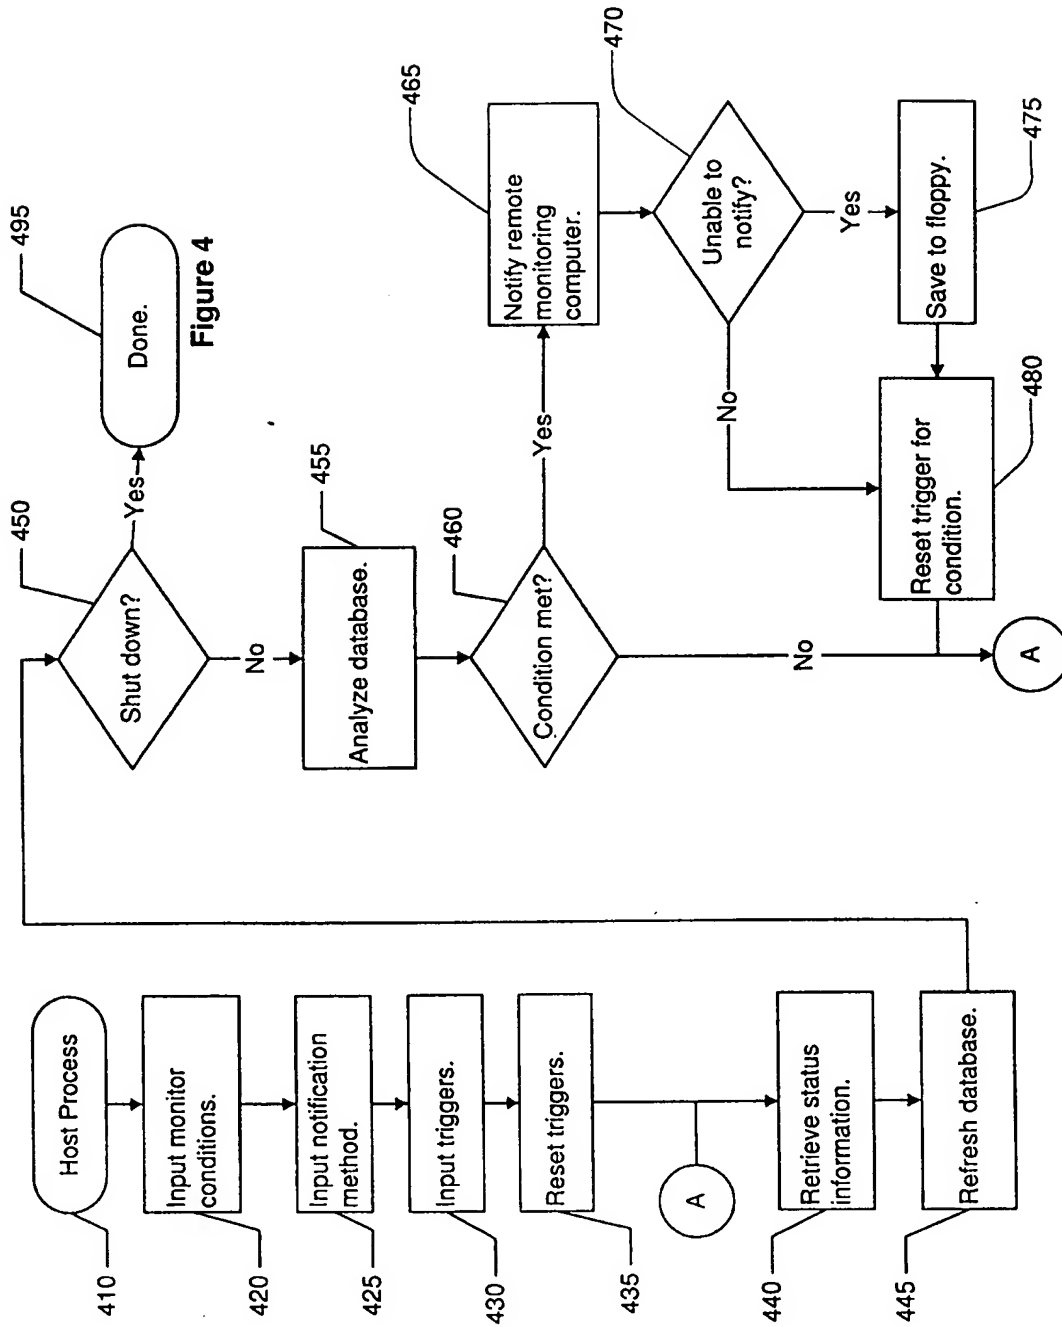 Host Process
410
Input monitor
conditions.
420
Input notification
method.
425
Input triggers.
430
Reset triggers.
435
A
Retrieve status
information.
440
Refresh database.
445
Shut down?
450
Yes
Done.
495
No
Analyze database.
455
Condition met?
460
Yes
Notify remote
monitoring
computer.
465
Unable to
notify?
470
Yes
No
Save to floppy.
475
Reset trigger for
condition.
480
No
A
Figure 4